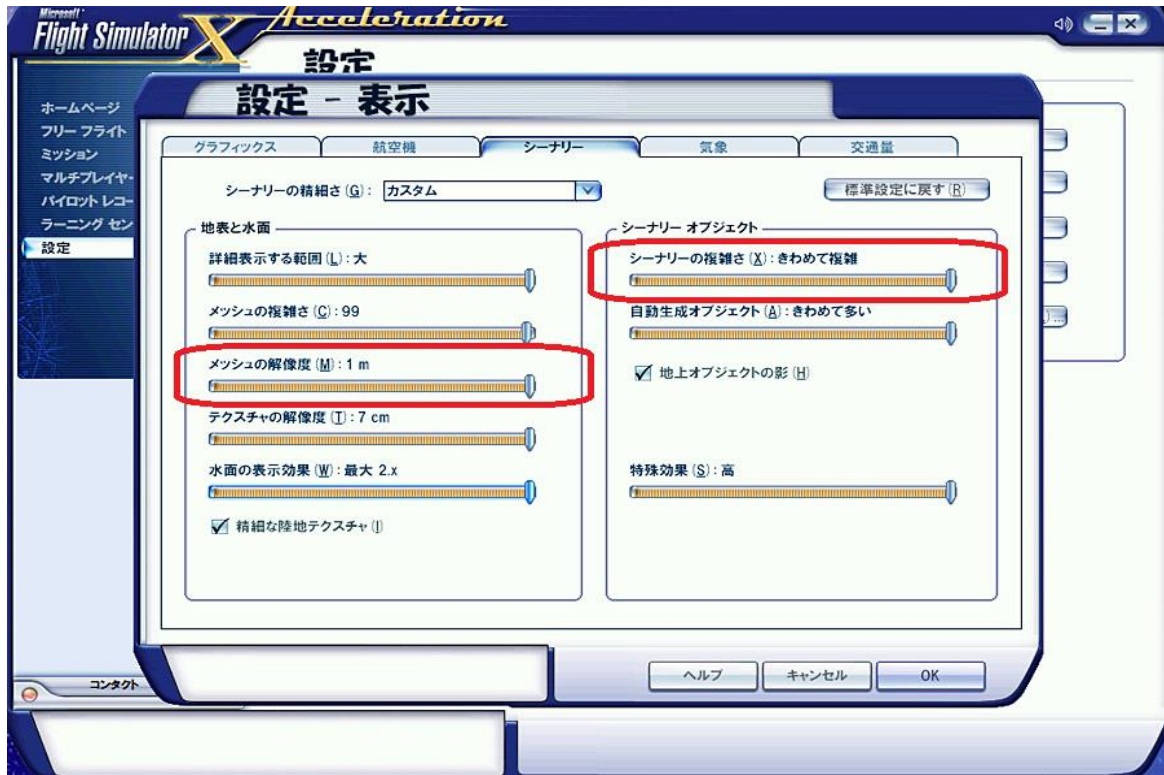 Microsoft
Flight Simulator X
Acceleration
設定
設定 - 表示
ホームページ
フリー フライト
ミッション
マルチプレイヤー
パイロット レコー
ラーニング セン
設定
グラフィックス
航空機
シーナリー
気象
交通量
シーナリーの精細さ (G) : カスタム
標準設定に戻す (R)
地表と水面
詳細表示する範囲 (L) : 大
メッシュの複雑さ (C) : 99
メッシュの解像度 (M) : 1 m
テクスチャの解像度 (T) : 7 cm
水面の表示効果 (W) : 最大 2.x
精細な陸地テクスチャ (I)
シーナリー オブジェクト
シーナリーの複雑さ (X) : きわめて複雑
自動生成オブジェクト (A) : きわめて多い
地上オブジェクトの影 (H)
特殊効果 (S) : 高
ヘルプ
キャンセル
OK
コンタクト